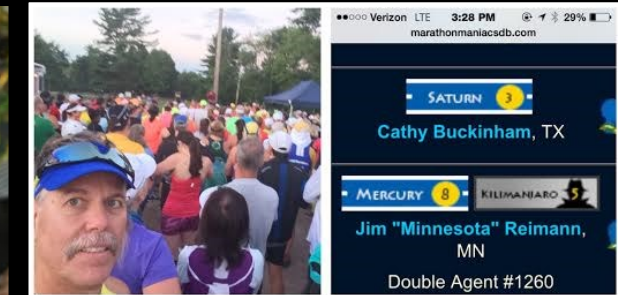 Verizon LTE 3:28 PM 29%
marathonmaniacsdb.com
SATURN 3
Cathy Buckinham, TX
MERCURY 8 KILIMANJARO 5
Jim "Minnesota" Reimann,
MN
Double Agent #1260